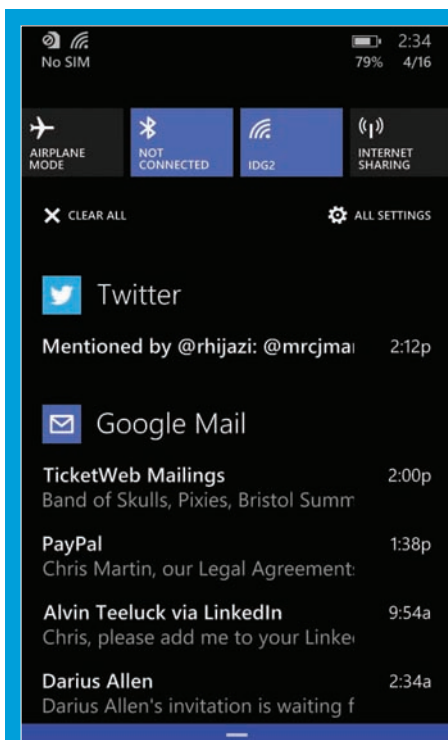 2:34
No SIM 79% 4/16
AIRPLANE MODE
NOT CONNECTED
IDG2
INTERNET SHARING
CLEAR ALL ALL SETTINGS
Twitter
Mentioned by @rhijazi: @mrcjmar 2:12p
Google Mail
TicketWeb Mailings 2:00p
Band of Skulls, Pixies, Bristol Summ
PayPal 1:38p
Chris Martin, our Legal Agreements
Alvin Teeluck via LinkedIn 9:54a
Chris, please add me to your Linke
Darius Allen 2:34a
Darius Allen's invitation is waiting f